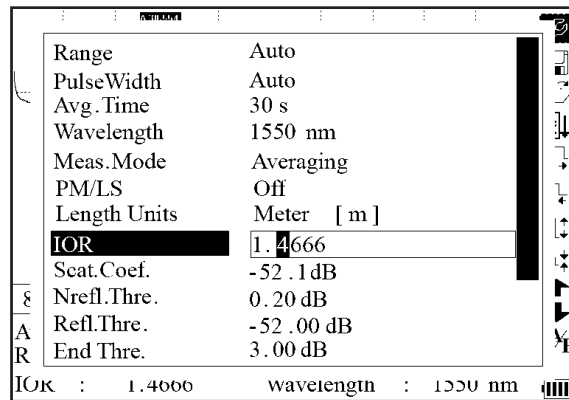 Range Auto
PulseWidth Auto
Avg.Time 30 s
Wavelength 1550 nm
Meas.Mode Averaging
PM/LS Off
Length Units Meter [ m ]
IOR 1.4666
Scat.Coef. -52.1dB
Nrefl.Thre. 0.20 dB
Refl.Thre. -52.00 dB
End Thre. 3.00 dB
A
R
IOR : 1.4666 Wavelength : 1550 nm